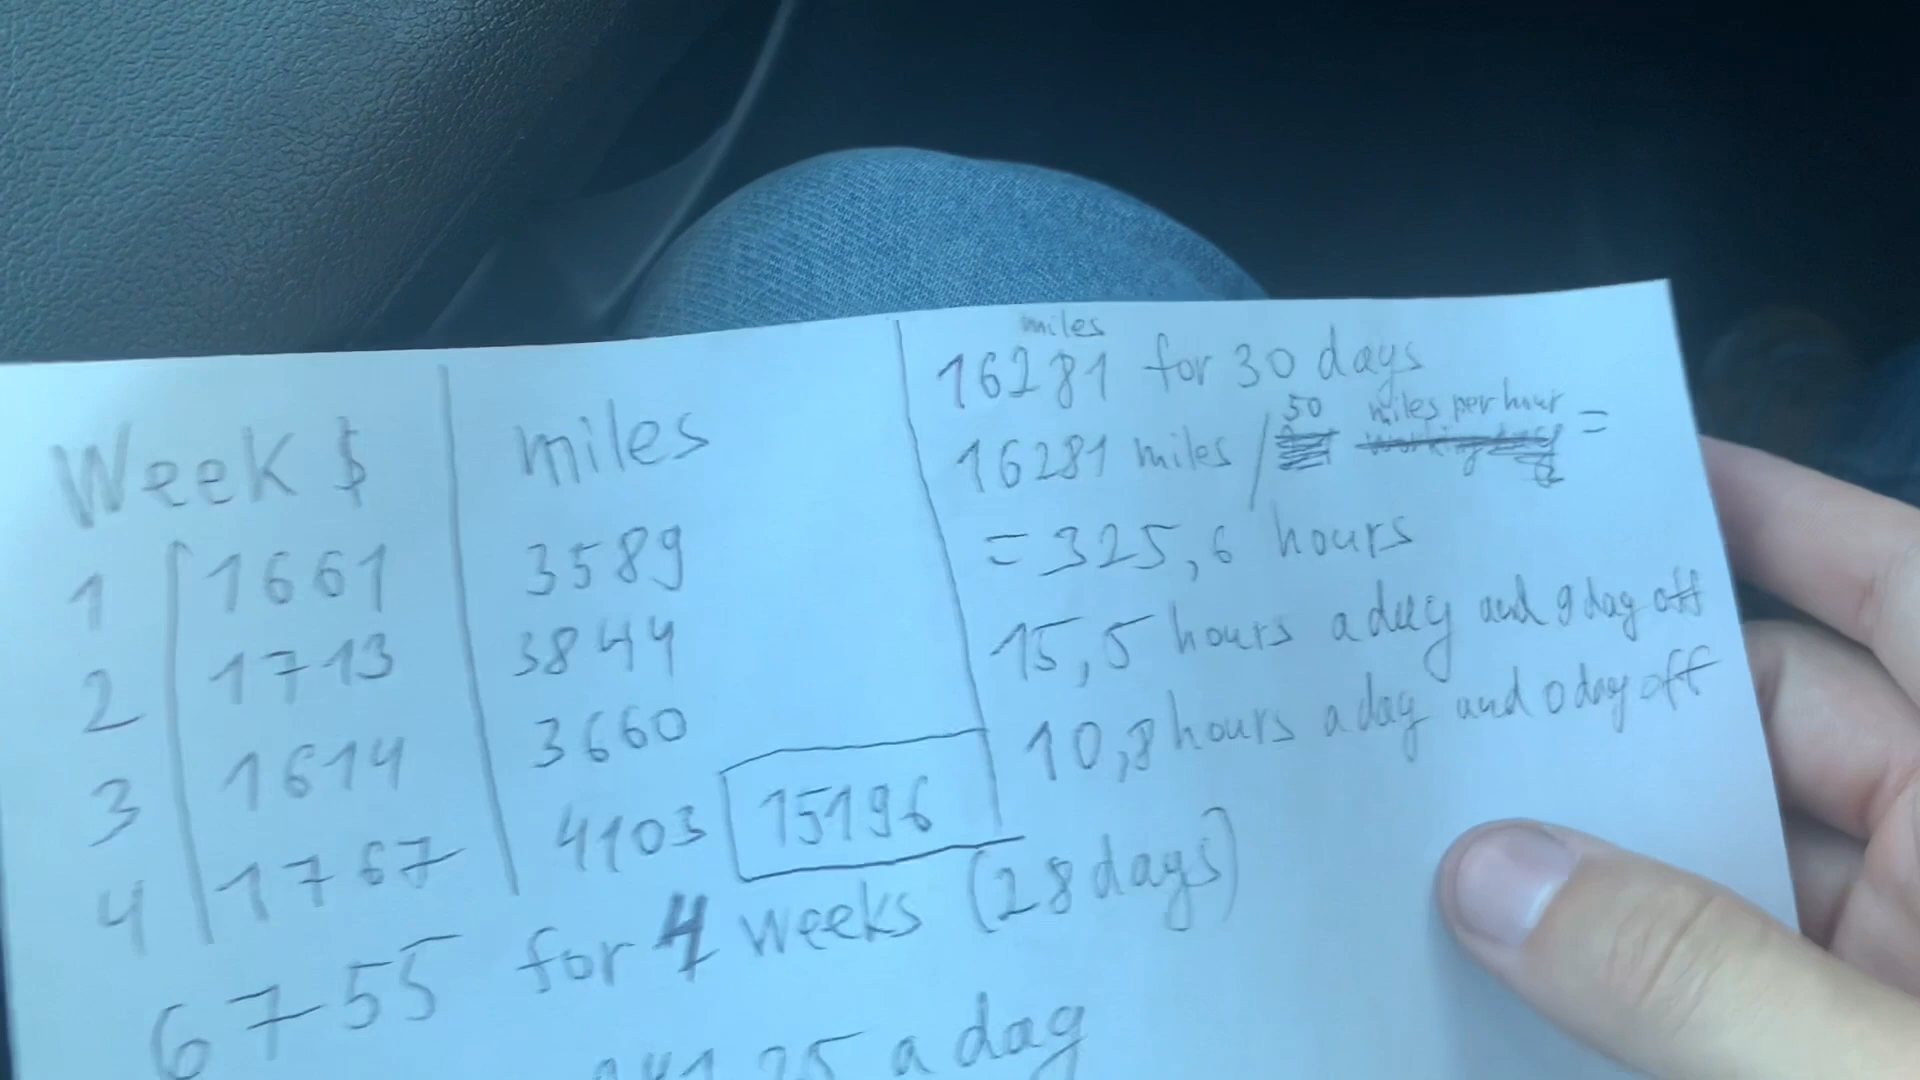 Week $ miles
1 1661 3589
2 1713 3844
3 1614 3660
4 1767 4103 15196
6755 for 4 weeks (28 days)
241.25 a day
miles
16281 for 30 days
50 miles per hour
16281 miles / =
= 325,6 hours
15,5 hours a day and 9 day off
10,8 hours a day and 0 day off